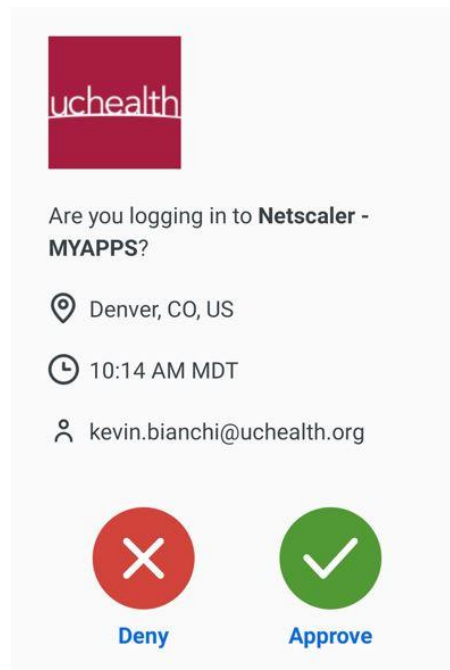 uchealth
Are you logging in to Netscaler -
MYAPPS?
Denver, CO, US
10:14 AM MDT
kevin.bianchi@uchealth.org
Deny Approve